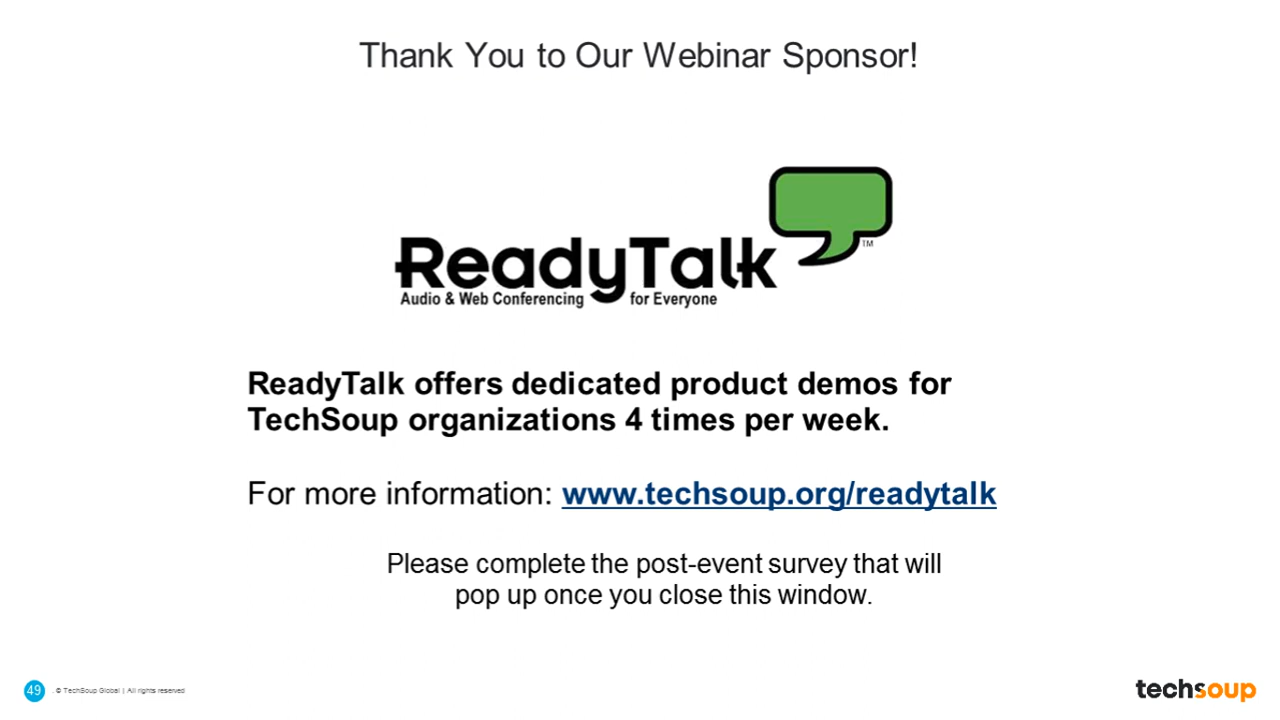 Thank You to Our Webinar Sponsor!
ReadyTalk TM
Audio & Web Conferencing for Everyone
ReadyTalk offers dedicated product demos for
TechSoup organizations 4 times per week.
For more information: www.techsoup.org/readytalk
Please complete the post-event survey that will
pop up once you close this window.
49 . © TechSoup Global | All rights reserved
techsoup